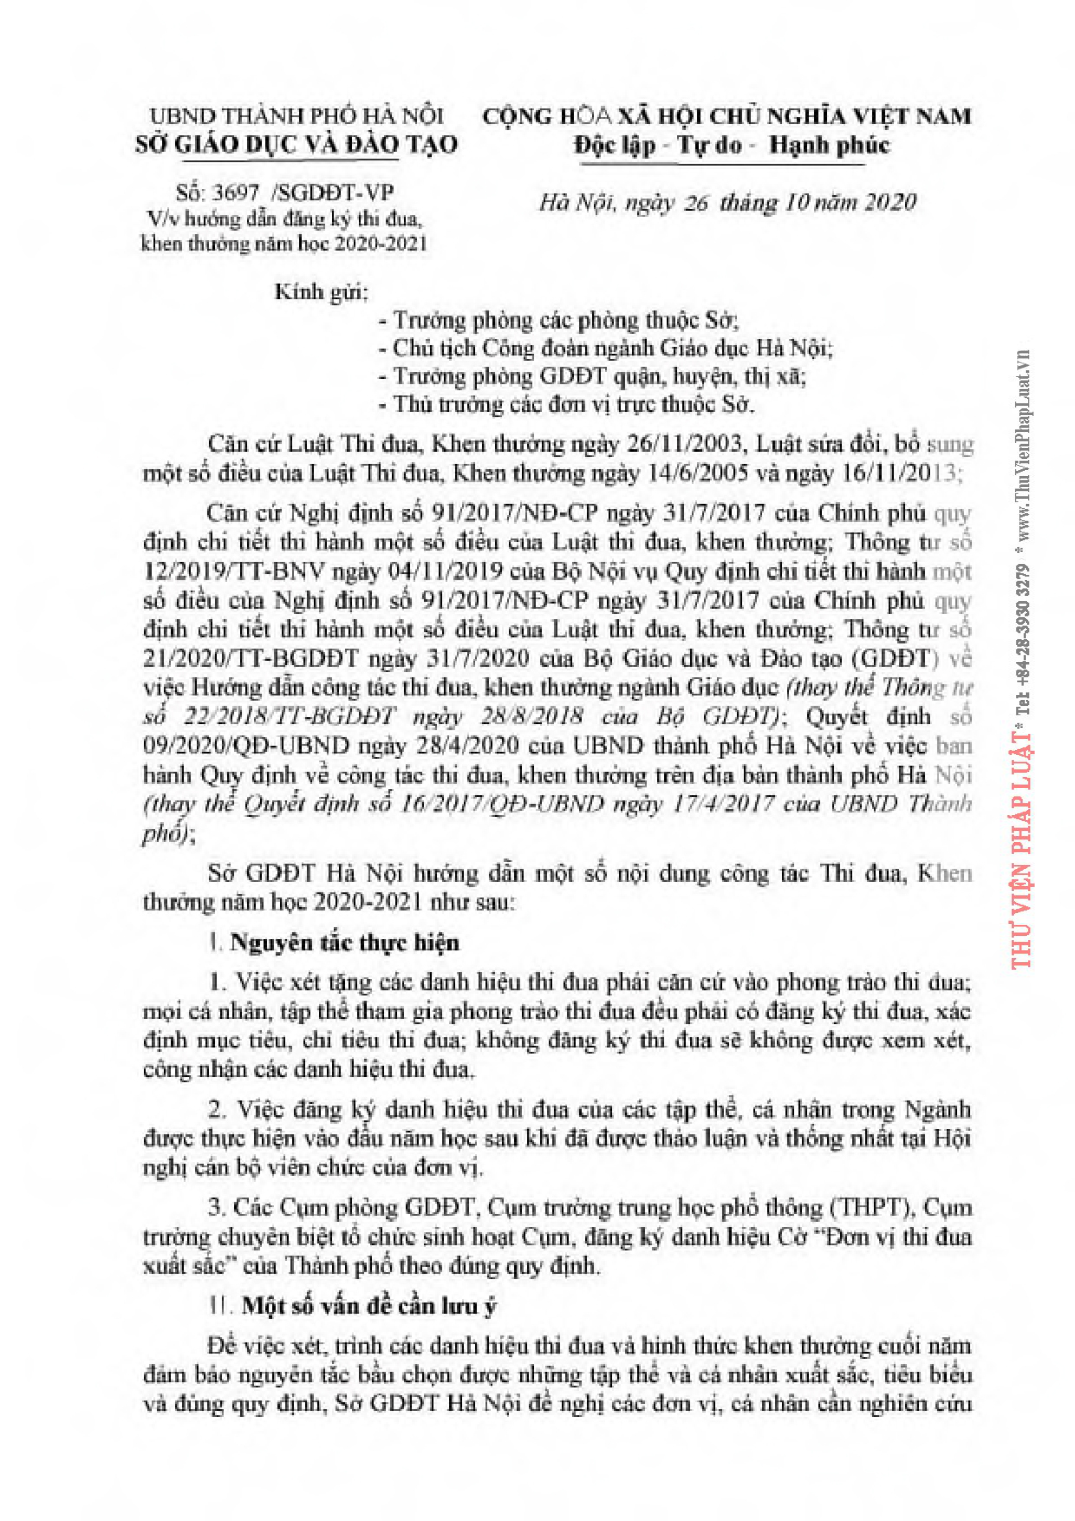 UBND THÀNH PHỐ HÀ NỘI
SỞ GIÁO DỤC VÀ ĐÀO TẠO
CỘNG HÒA XÃ HỘI CHỦ NGHĨA VIỆT NAM
Độc lập - Tự do - Hạnh phúc
Số: 3697 /SGDĐT-VP
V/v hướng dẫn đăng ký thi đua,
khen thưởng năm học 2020-2021
Hà Nội, ngày 26 tháng 10 năm 2020
Kính gửi:
- Trưởng phòng các phòng thuộc Sở;
- Chủ tịch Công đoàn ngành Giáo dục Hà Nội;
- Trưởng phòng GDĐT quận, huyện, thị xã;
- Thủ trưởng các đơn vị trực thuộc Sở.
Căn cứ Luật Thi đua, Khen thưởng ngày 26/11/2003, Luật sửa đổi, bổ sung
một số điều của Luật Thi đua, Khen thưởng ngày 14/6/2005 và ngày 16/11/2013;
Căn cứ Nghị định số 91/2017/NĐ-CP ngày 31/7/2017 của Chính phủ quy
định chi tiết thi hành một số điều của Luật thi đua, khen thưởng; Thông tư số
12/2019/TT-BNV ngày 04/11/2019 của Bộ Nội vụ Quy định chi tiết thi hành một
số điều của Nghị định số 91/2017/NĐ-CP ngày 31/7/2017 của Chính phủ quy
định chi tiết thi hành một số điều của Luật thi đua, khen thưởng; Thông tư số
21/2020/TT-BGDĐT ngày 31/7/2020 của Bộ Giáo dục và Đào tạo (GDĐT) về
việc Hướng dẫn công tác thi đua, khen thưởng ngành Giáo dục (thay thế Thông tư
số 22/2018/TT-BGDĐT ngày 28/8/2018 của Bộ GDĐT); Quyết định số
09/2020/QĐ-UBND ngày 28/4/2020 của UBND thành phố Hà Nội về việc ban
hành Quy định về công tác thi đua, khen thưởng trên địa bàn thành phố Hà Nội
(thay thế Quyết định số 16/2017/QĐ-UBND ngày 17/4/2017 của UBND Thành
phố);
Sở GDĐT Hà Nội hướng dẫn một số nội dung công tác Thi đua, Khen
thưởng năm học 2020-2021 như sau:
I. Nguyên tắc thực hiện
1. Việc xét tặng các danh hiệu thi đua phải căn cứ vào phong trào thi đua;
mọi cá nhân, tập thể tham gia phong trào thi đua đều phải có đăng ký thi đua, xác
định mục tiêu, chỉ tiêu thi đua; không đăng ký thi đua sẽ không được xem xét,
công nhận các danh hiệu thi đua.
2. Việc đăng ký danh hiệu thi đua của các tập thể, cá nhân trong Ngành
được thực hiện vào đầu năm học sau khi đã được thảo luận và thống nhất tại Hội
nghị cán bộ viên chức của đơn vị.
3. Các Cụm phòng GDĐT, Cụm trường trung học phổ thông (THPT), Cụm
trường chuyên biệt tổ chức sinh hoạt Cụm, đăng ký danh hiệu Cờ “Đơn vị thi đua
xuất sắc” của Thành phố theo đúng quy định.
II. Một số vấn đề cần lưu ý
Để việc xét, trình các danh hiệu thi đua và hình thức khen thưởng cuối năm
đảm bảo nguyên tắc bầu chọn được những tập thể và cá nhân xuất sắc, tiêu biểu
và đúng quy định, Sở GDĐT Hà Nội đề nghị các đơn vị, cá nhân cần nghiên cứu
THƯ VIỆN PHÁP LUẬT * Tel: +84-28-3930 3279 * www.ThuVienPhapLuat.vn